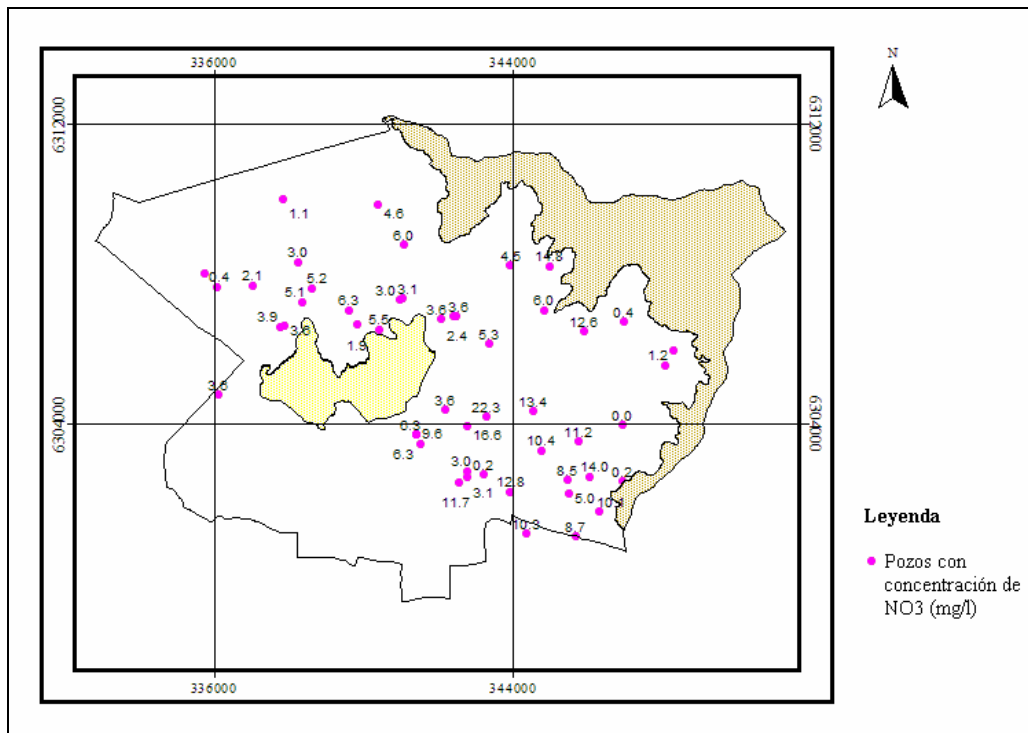 336000 344000
N
6312000 6312000
1.1
4.6
6.0
3.0
4.5 14.8
0.4 2.1 5.2
5.1 3.0 3.1
6.3 6.0
3.9 3.6 3.6 0.4
5.5 12.6
1.9 2.4 5.3
1.2
3.6 22.3 13.4
0.3 9.6 16.6 11.2 0.0
6304000 6304000
6.3 10.4
3.0 0.2 8.5 14.0 0.2
11.7 3.1 12.8 5.0 10.1
10.3 8.7
Leyenda
Pozos con
concentración de
NO3 (mg/l)
336000 344000